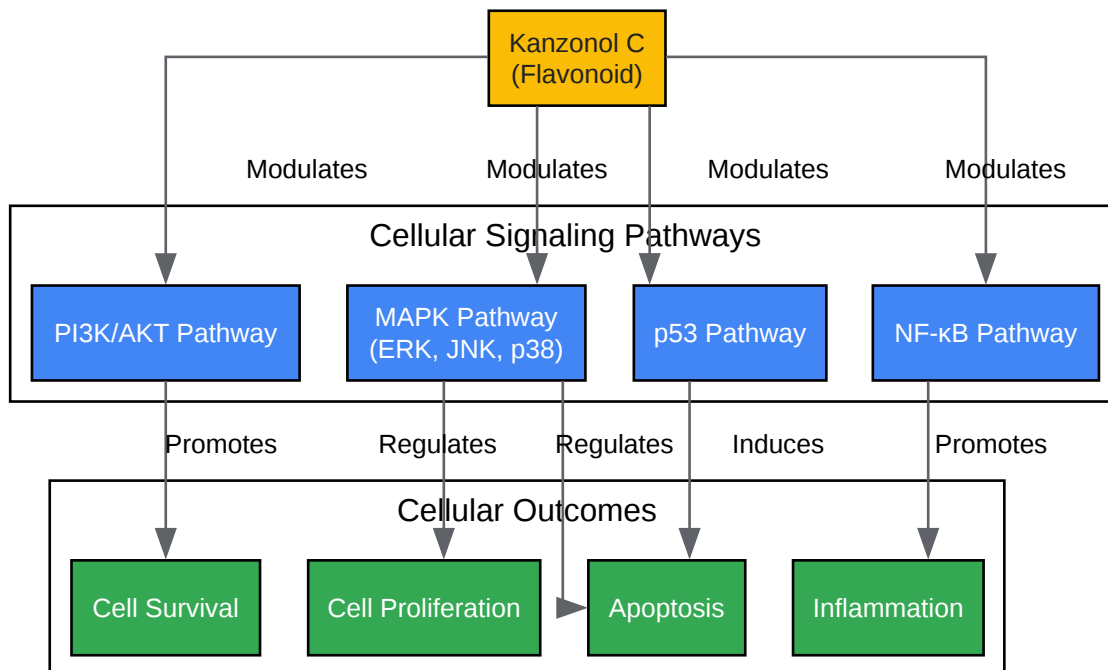 Kanzonol C
(Flavonoid)
Modulates
Modulates
Modulates
Modulates
Cellular Signaling Pathways
PI3K/AKT Pathway
MAPK Pathway
(ERK, JNK, p38)
p53 Pathway
NF-κB Pathway
Promotes
Regulates
Regulates
Induces
Promotes
Cellular Outcomes
Cell Survival
Cell Proliferation
Apoptosis
Inflammation